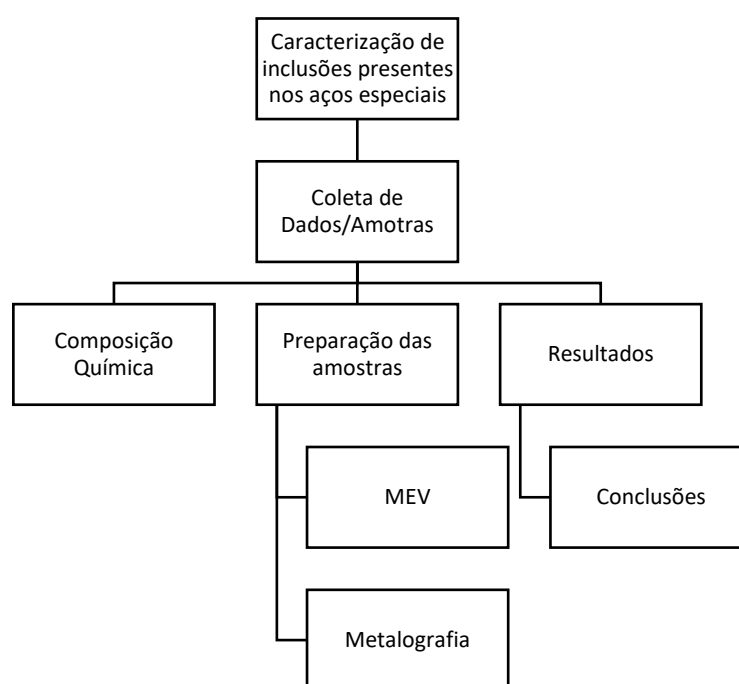 Caracterização de
inclusões presentes
nos aços especiais
Coleta de
Dados/Amotras
Composição
Química
Preparação das
amostras
Resultados
MEV
Conclusões
Metalografia